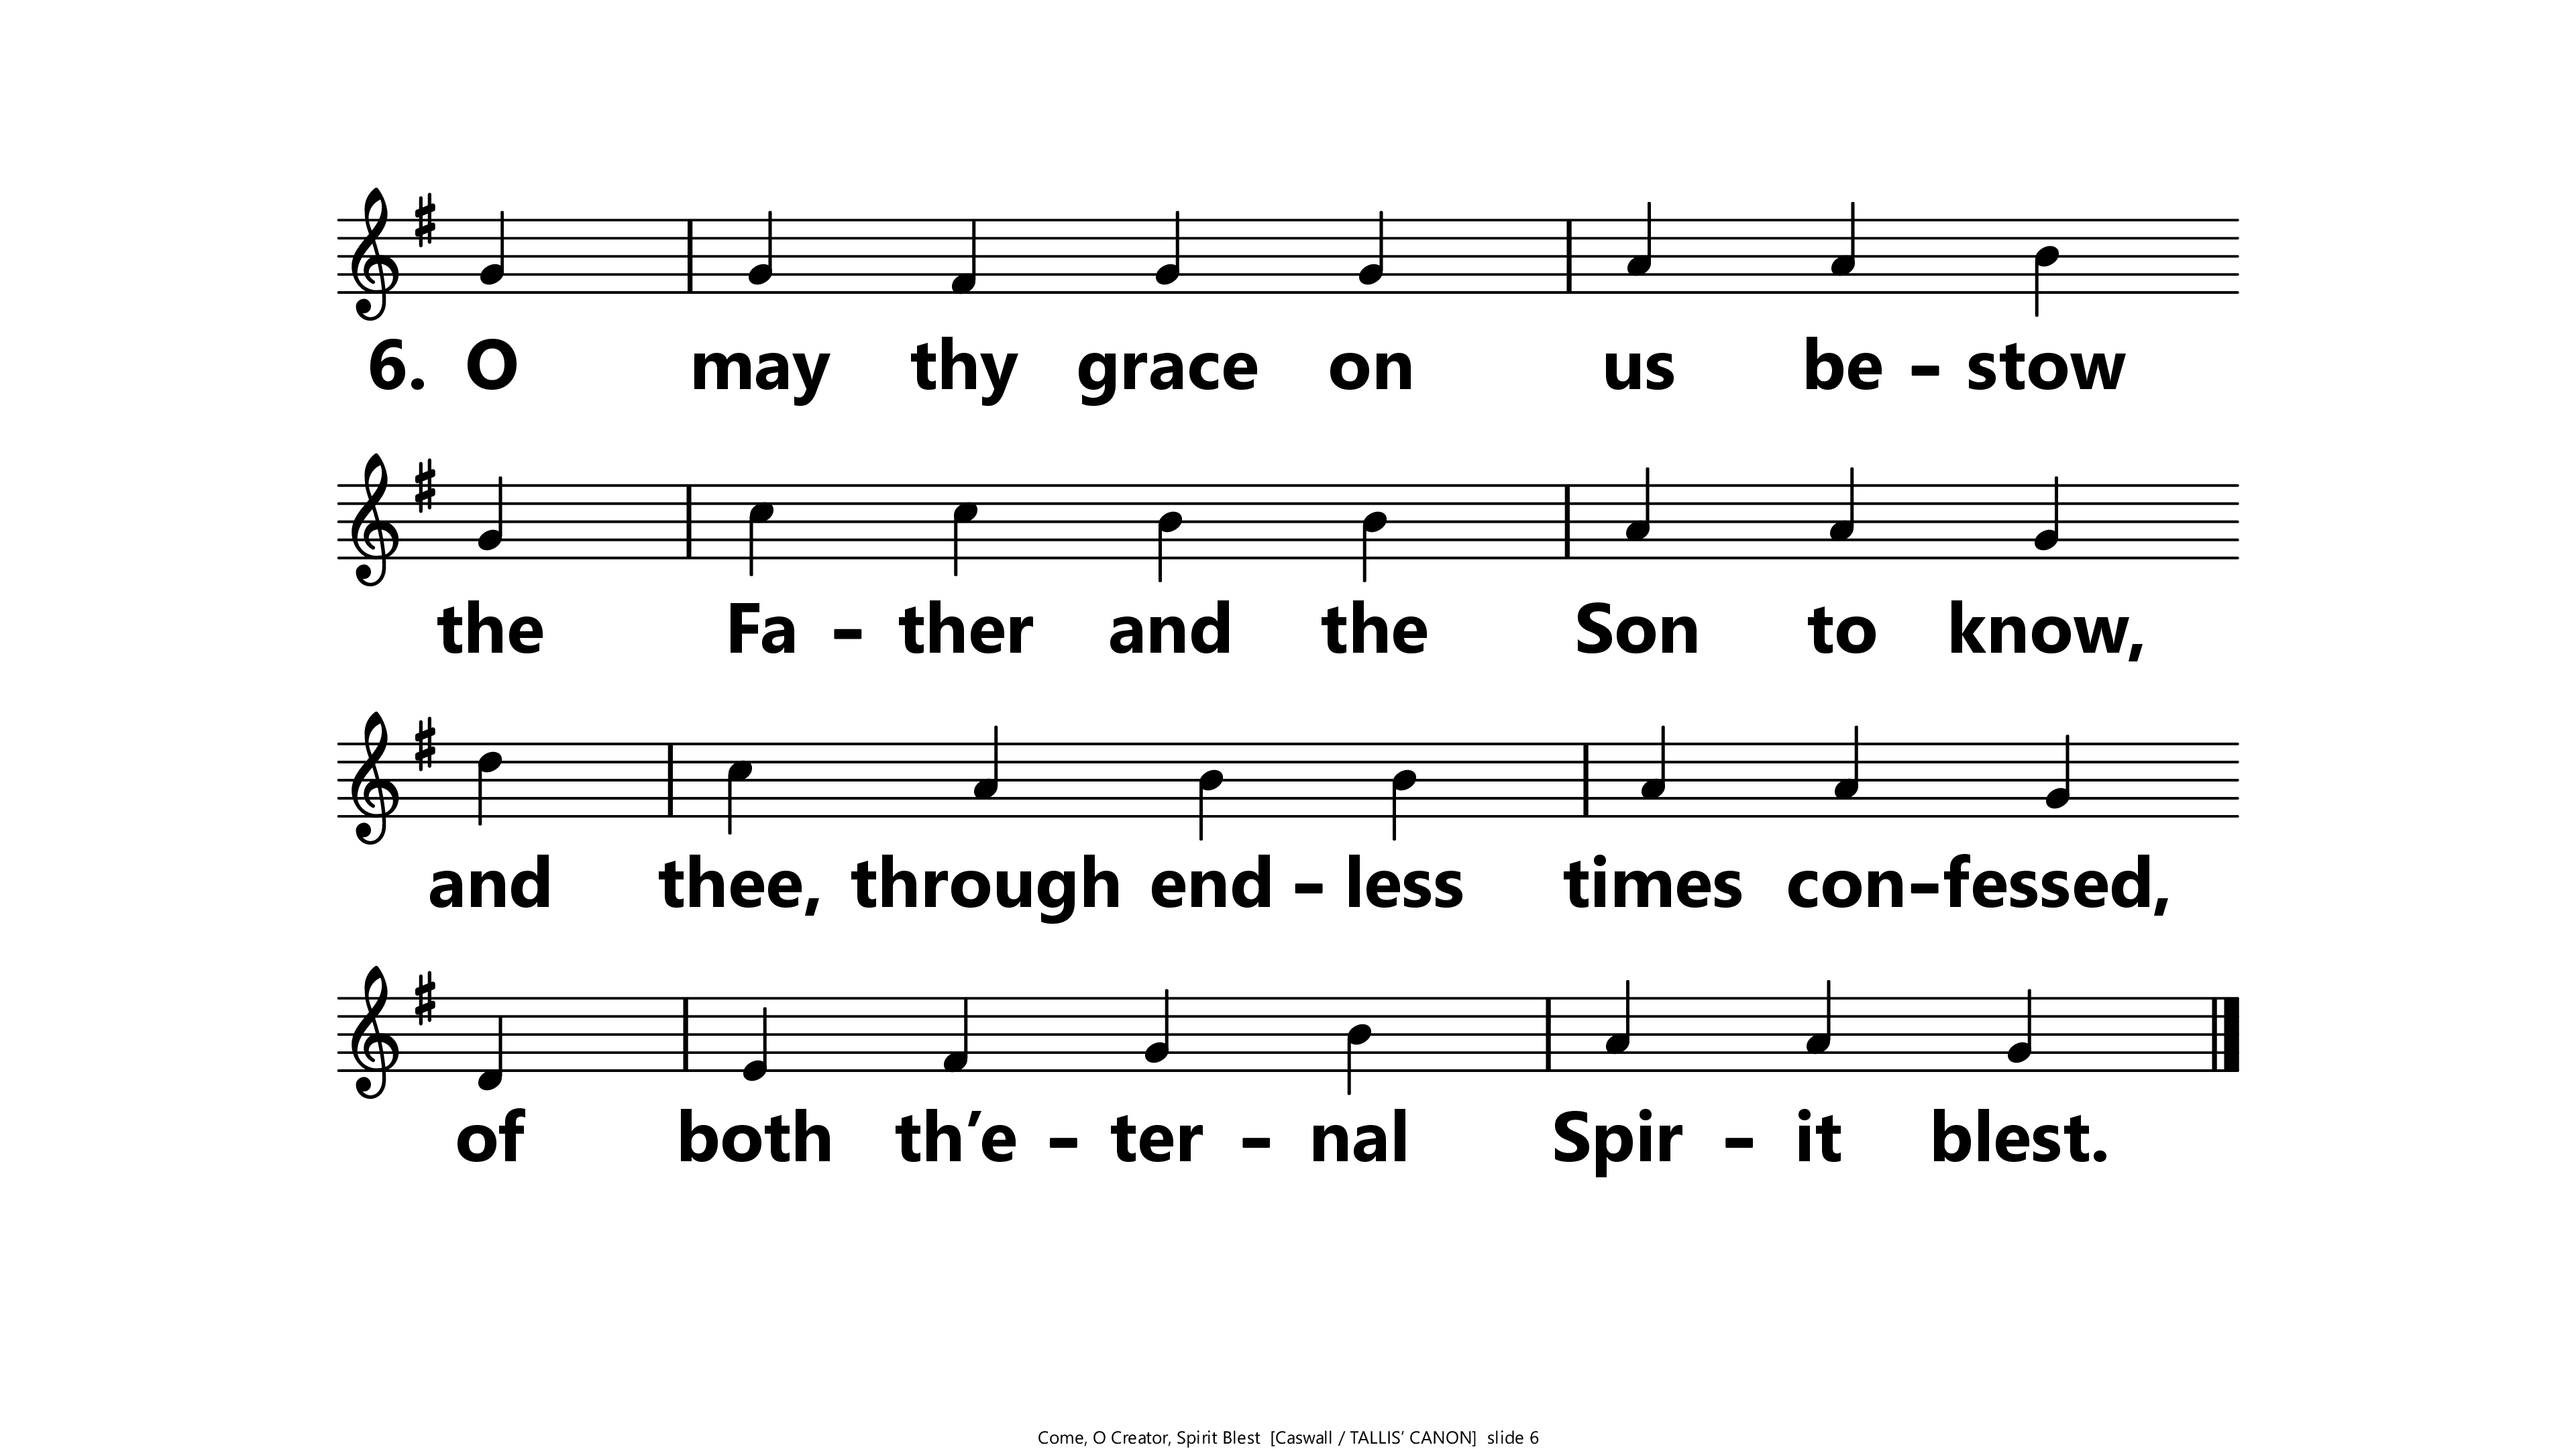 6. O may thy grace on us be - stow
the Fa - ther and the Son to know,
and thee, through end - less times con-fessed,
of both th’e - ter - nal Spir - it blest.
Come, O Creator, Spirit Blest [Caswall / TALLIS’ CANON] slide 6